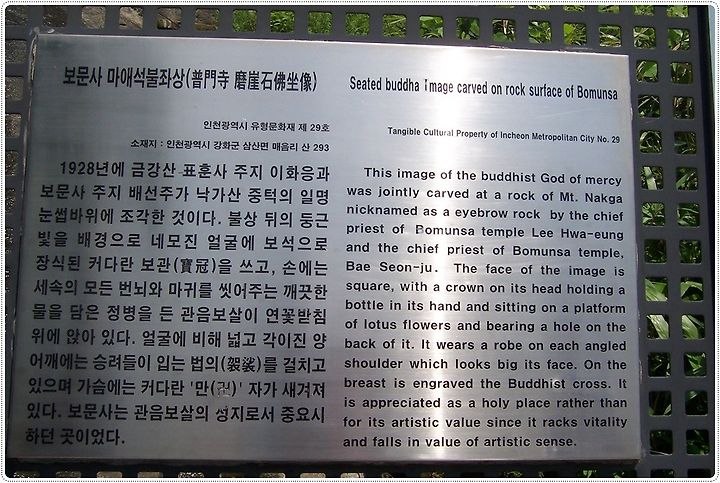 보문사 마애석불좌상(普門寺 磨崖石佛坐像)
인천광역시 유형문화재 제 29호
소재지 : 인천광역시 강화군 삼산면 매음리 산 293
1928년에 금강산 표훈사 주지 이화응과
보문사 주지 배선주가 낙가산 중턱의 일명
눈썹바위에 조각한 것이다. 불상 뒤의 둥근
빛을 배경으로 네모진 얼굴에 보석으로
장식된 커다란 보관(寶冠)을 쓰고, 손에는
세속의 모든 번뇌와 마귀를 씻어주는 깨끗한
물을 담은 정병을 든 관음보살이 연꽃받침
위에 앉아 있다. 얼굴에 비해 넓고 각이진 양
어깨에는 승려들이 입는 법의(袈裟)를 걸치고
있으며 가슴에는 커다란 '만( )' 자가 새겨져
있다. 보문사는 관음보살의 성지로서 중요시
하던 곳이었다.
Seated buddha Image carved on rock surface of Bomunsa
Tangible Cultural Property of Incheon Metropolitan City No. 29
This image of the buddhist God of mercy
was jointly carved at a rock of Mt. Nakga
nicknamed as a eyebrow rock by the chief
priest of Bomunsa temple Lee Hwa-eung
and the chief priest of Bomunsa temple,
Bae Seon-ju. The face of the image is
square, with a crown on its head holding a
bottle in its hand and sitting on a platform
of lotus flowers and bearing a hole on the
back of it. It wears a robe on each angled
shoulder which looks big its face. On the
breast is engraved the Buddhist cross. It
is appreciated as a holy place rather than
for its artistic value since it racks vitality
and falls in value of artistic sense.